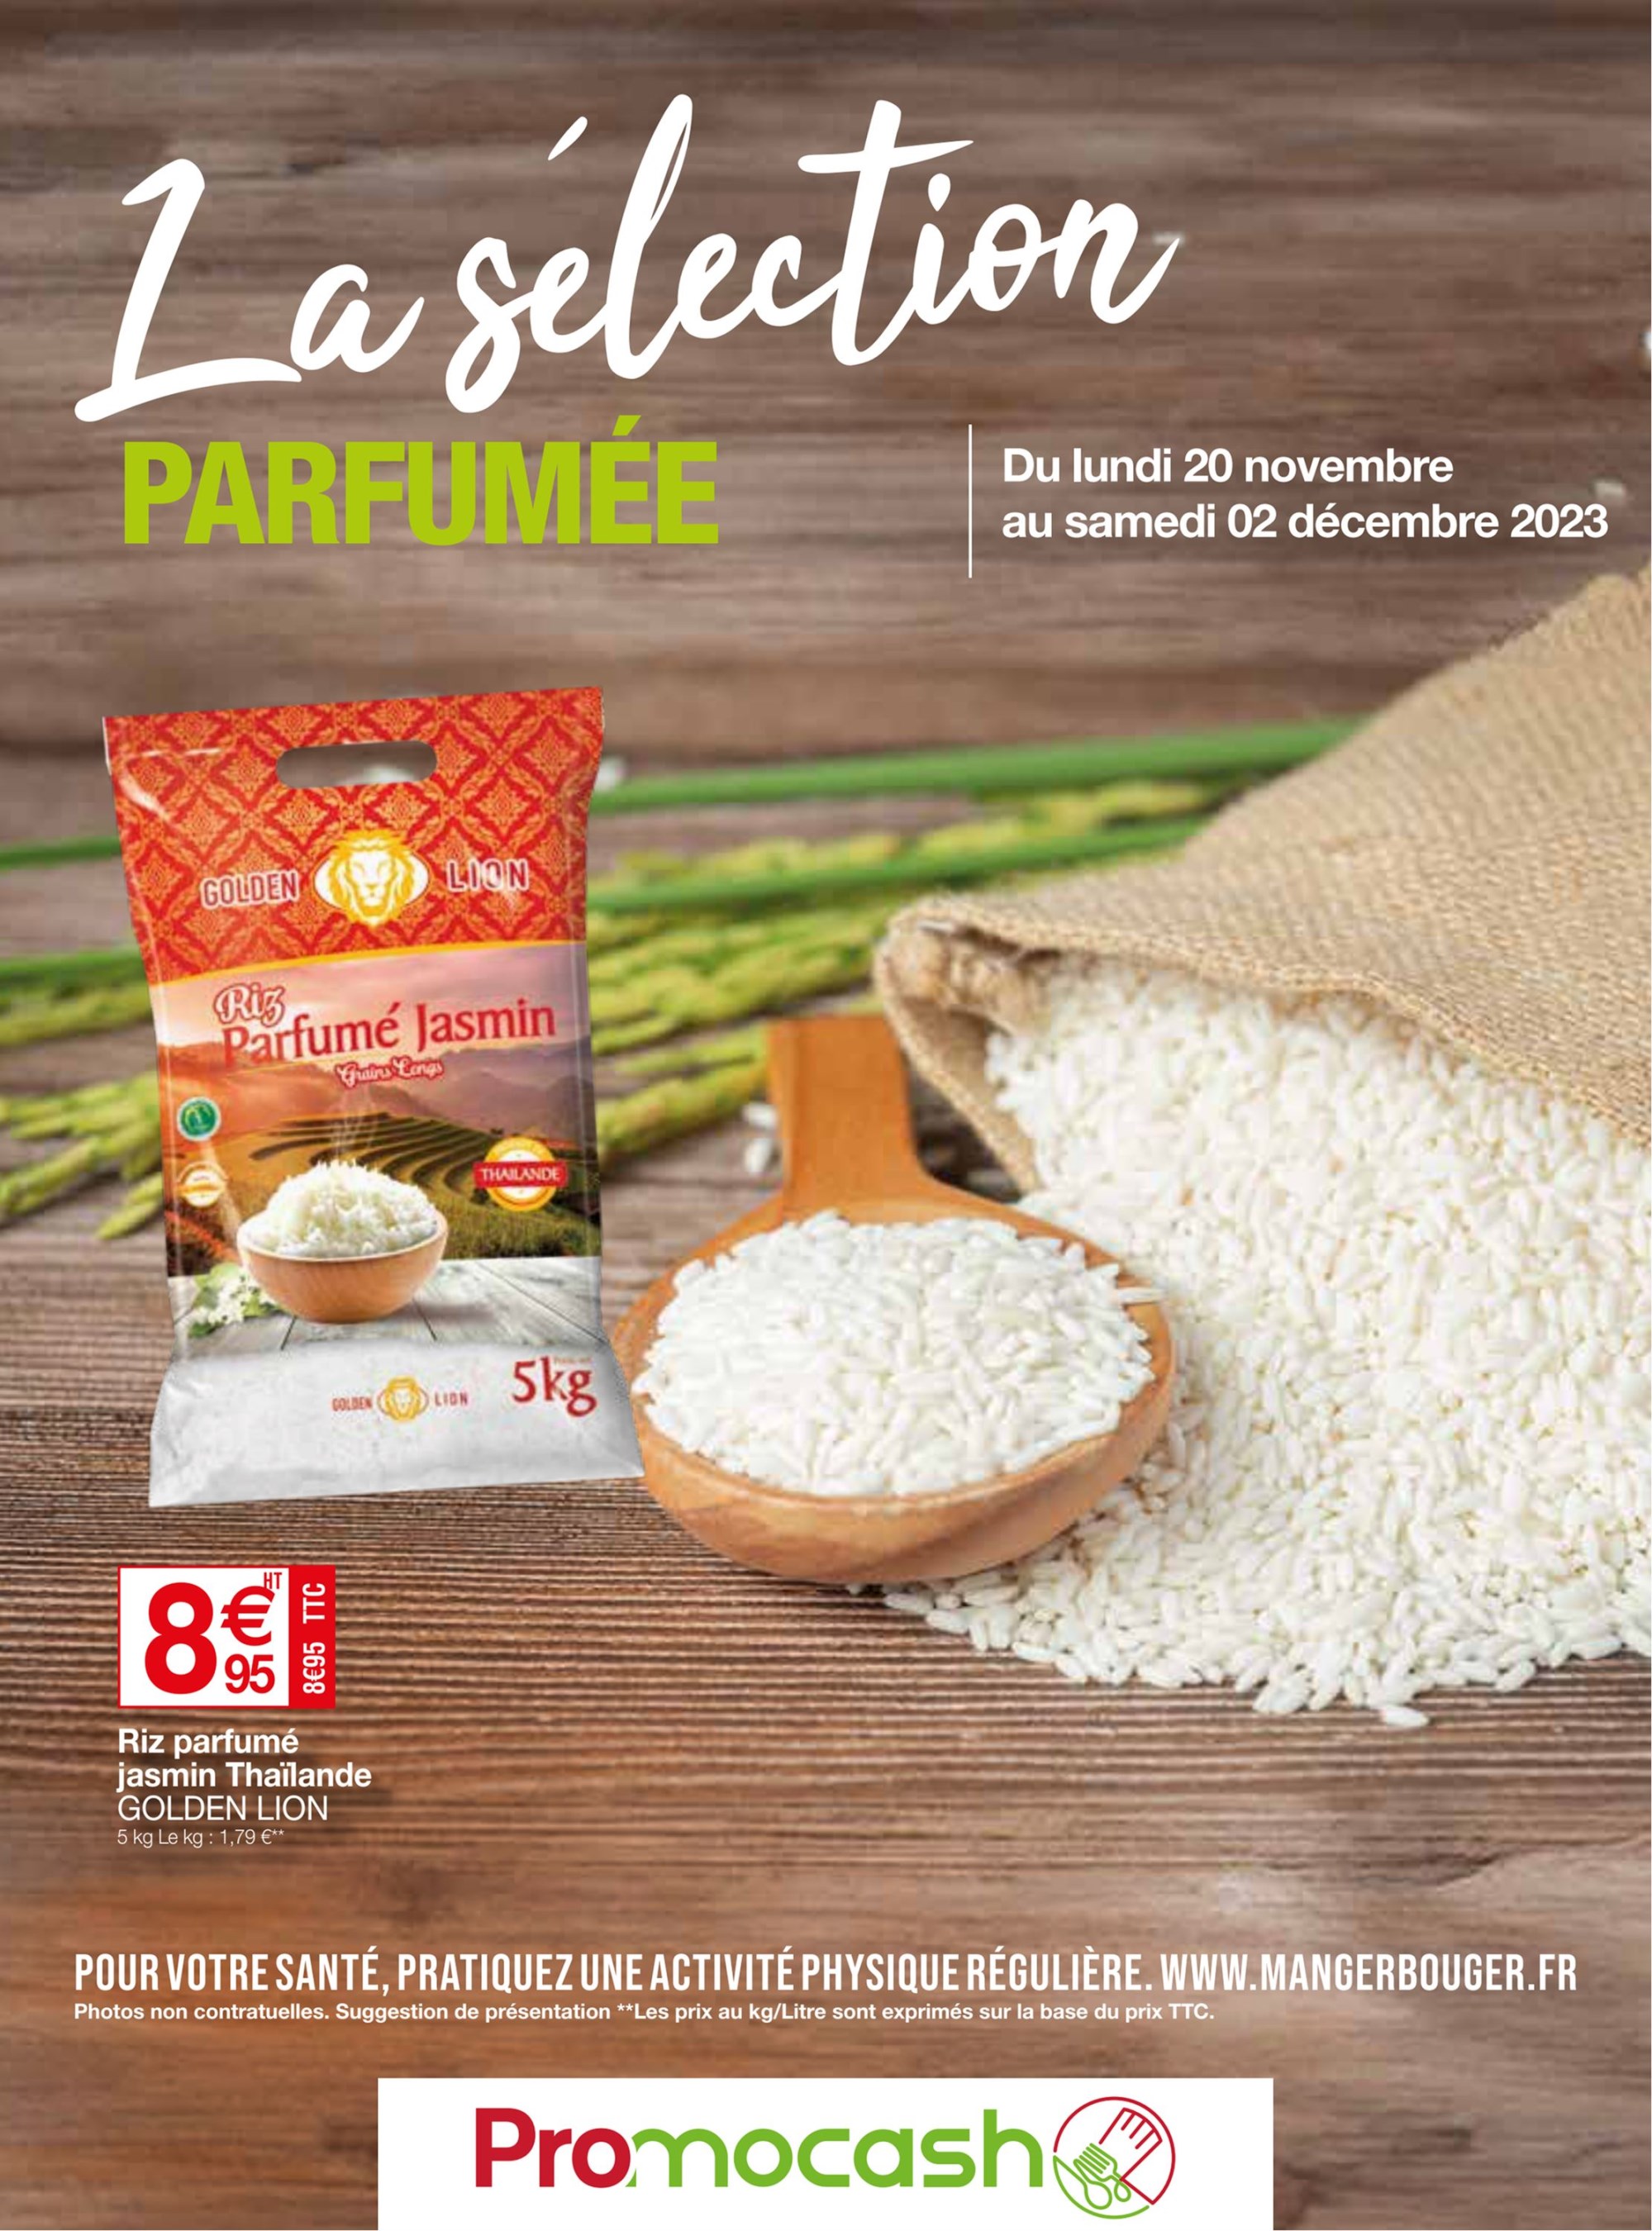 La sélection
PARFUMÉE
Du lundi 20 novembre
au samedi 02 décembre 2023
GOLDEN LION
Riz
Parfumé Jasmin
Grains Longs
THAILANDE
GOLDEN LION
5kg
8€95 HT
8€95 TTC
Riz parfumé
jasmin Thaïlande
GOLDEN LION
5 kg Le kg : 1,79 €**
POUR VOTRE SANTÉ, PRATIQUEZ UNE ACTIVITÉ PHYSIQUE RÉGULIÈRE. WWW.MANGERBOUGER.FR
Photos non contratuelles. Suggestion de présentation **Les prix au kg/Litre sont exprimés sur la base du prix TTC.
Promocash